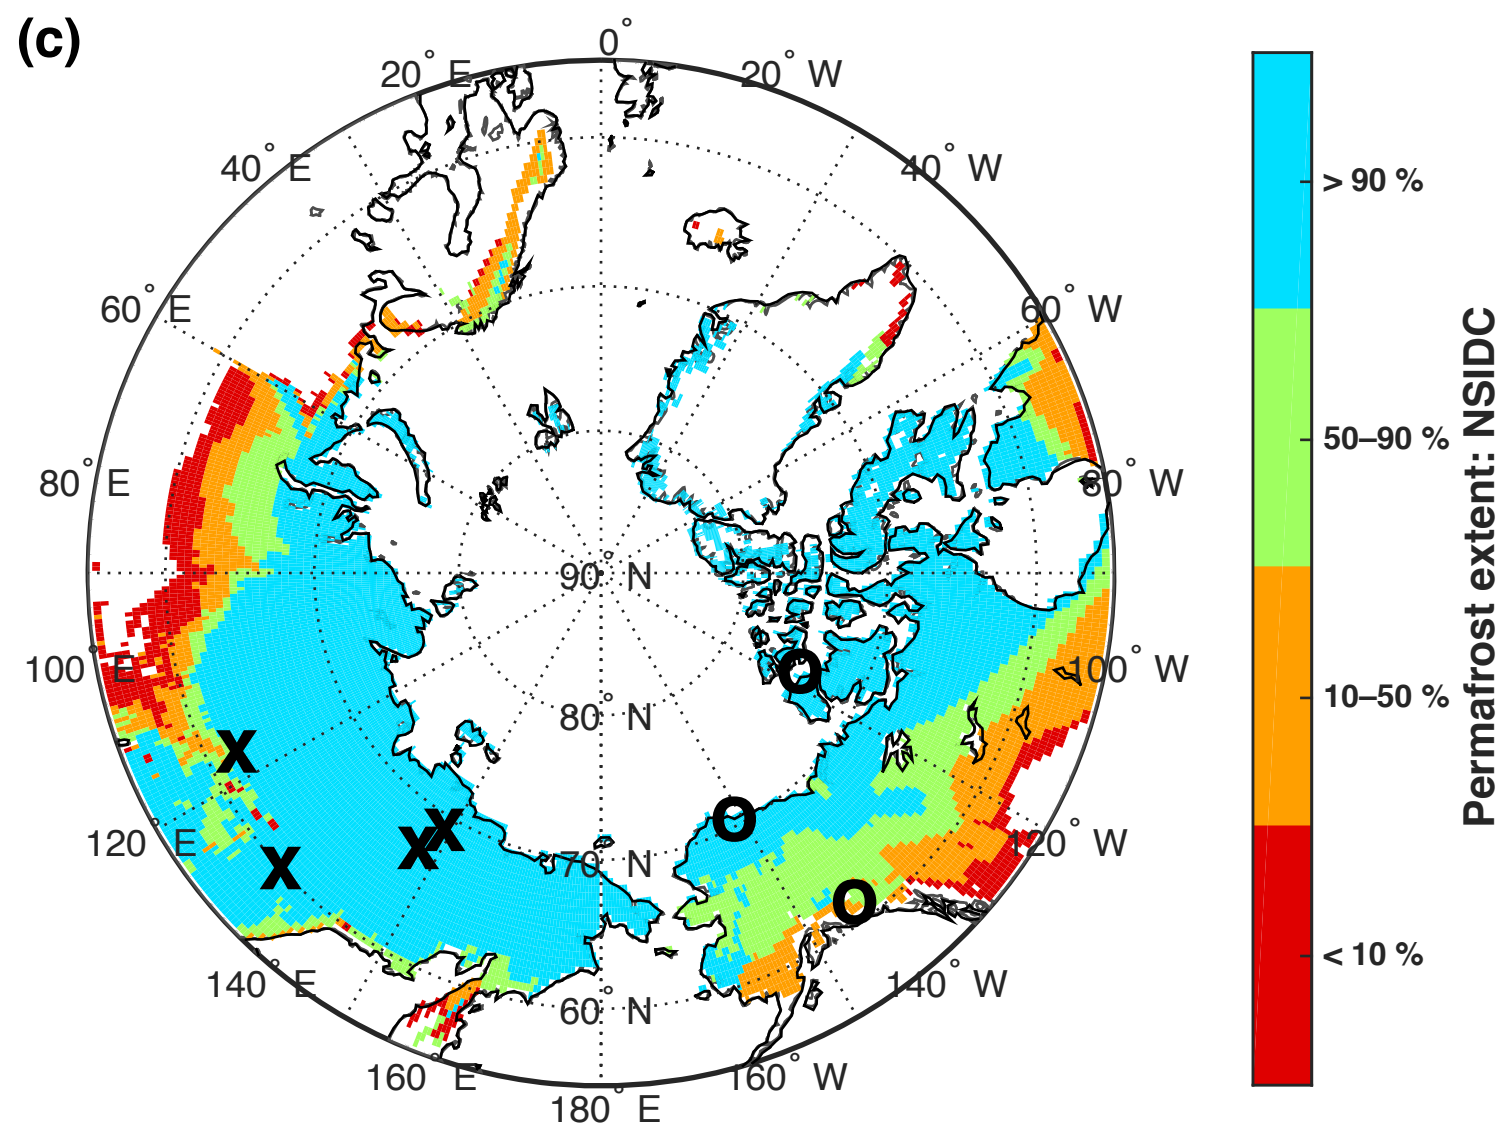 (c)
0°
20° E
20° W
40° E
40° W
60° E
60° W
80° E
80° W
90° N
100° E
100° W
80° N
120° E
120° W
70° N
140° E
140° W
60° N
160° E
160° W
180° E
X
X
X
X
O
O
O
> 90 %
50–90 %
10–50 %
< 10 %
Permafrost extent: NSIDC